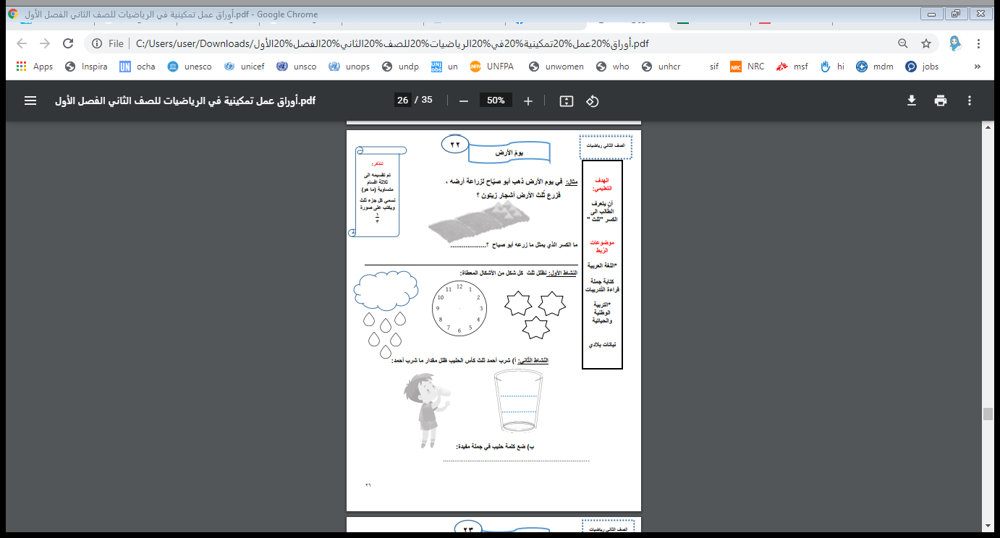 أوراق عمل تمكينية في الرياضيات للصف الثاني الفصل الأول.pdf - Google Chrome
File
C:/Users/user/Downloads/أوراق%20عمل%20تمكينية%20في%20الرياضيات%20للصف%20الثاني%20الفصل%20الأول.pdf
Apps Inspira UN ocha unesco unicef unsco unops undp un UNFPA unwomen who unhcr sif NRC NRC msf hi mdm jobs »
أوراق عمل تمكينية في الرياضيات للصف الثاني الفصل الأول.pdf
26 / 35
50%
الصف الثاني رياضيات
٢٢
يوم الأرض
الهدف
التعليمي:
أن يتعرف
الطالب الى
الكسر "ثلث "
موضوعات
الربط
*اللغة العربية
كتابة جملة
قراءة التدريبات
*التربية
الوطنية
والحياتية
نباتات بلادي
تذكر:
تم تقسيمه الى
ثلاثة اقسام
متساوية (ما هو)
نسمي كل جزء ثلث
ويكتب على صورة
١
٣
مثال: في يوم الأرض ذهب أبو صيّاح لزراعة أرضه ،
فزرع ثُلث الأرض أشجار زيتون ؟
ما الكسر الذي يمثل ما زرعه أبو صياح ؟...................
النشاط الأول: نظلل ثلث كل شكل من الأشكال المعطاة:
12
1
2
3
4
5
6
7
8
9
10
11
النشاط الثاني: أ) شرب أحمد ثلث كأس الحليب ظلل مقدار ما شرب أحمد:
ب) ضع كلمة حليب في جملة مفيدة:
٢٦
الصف الثاني رياضيات
٢٣